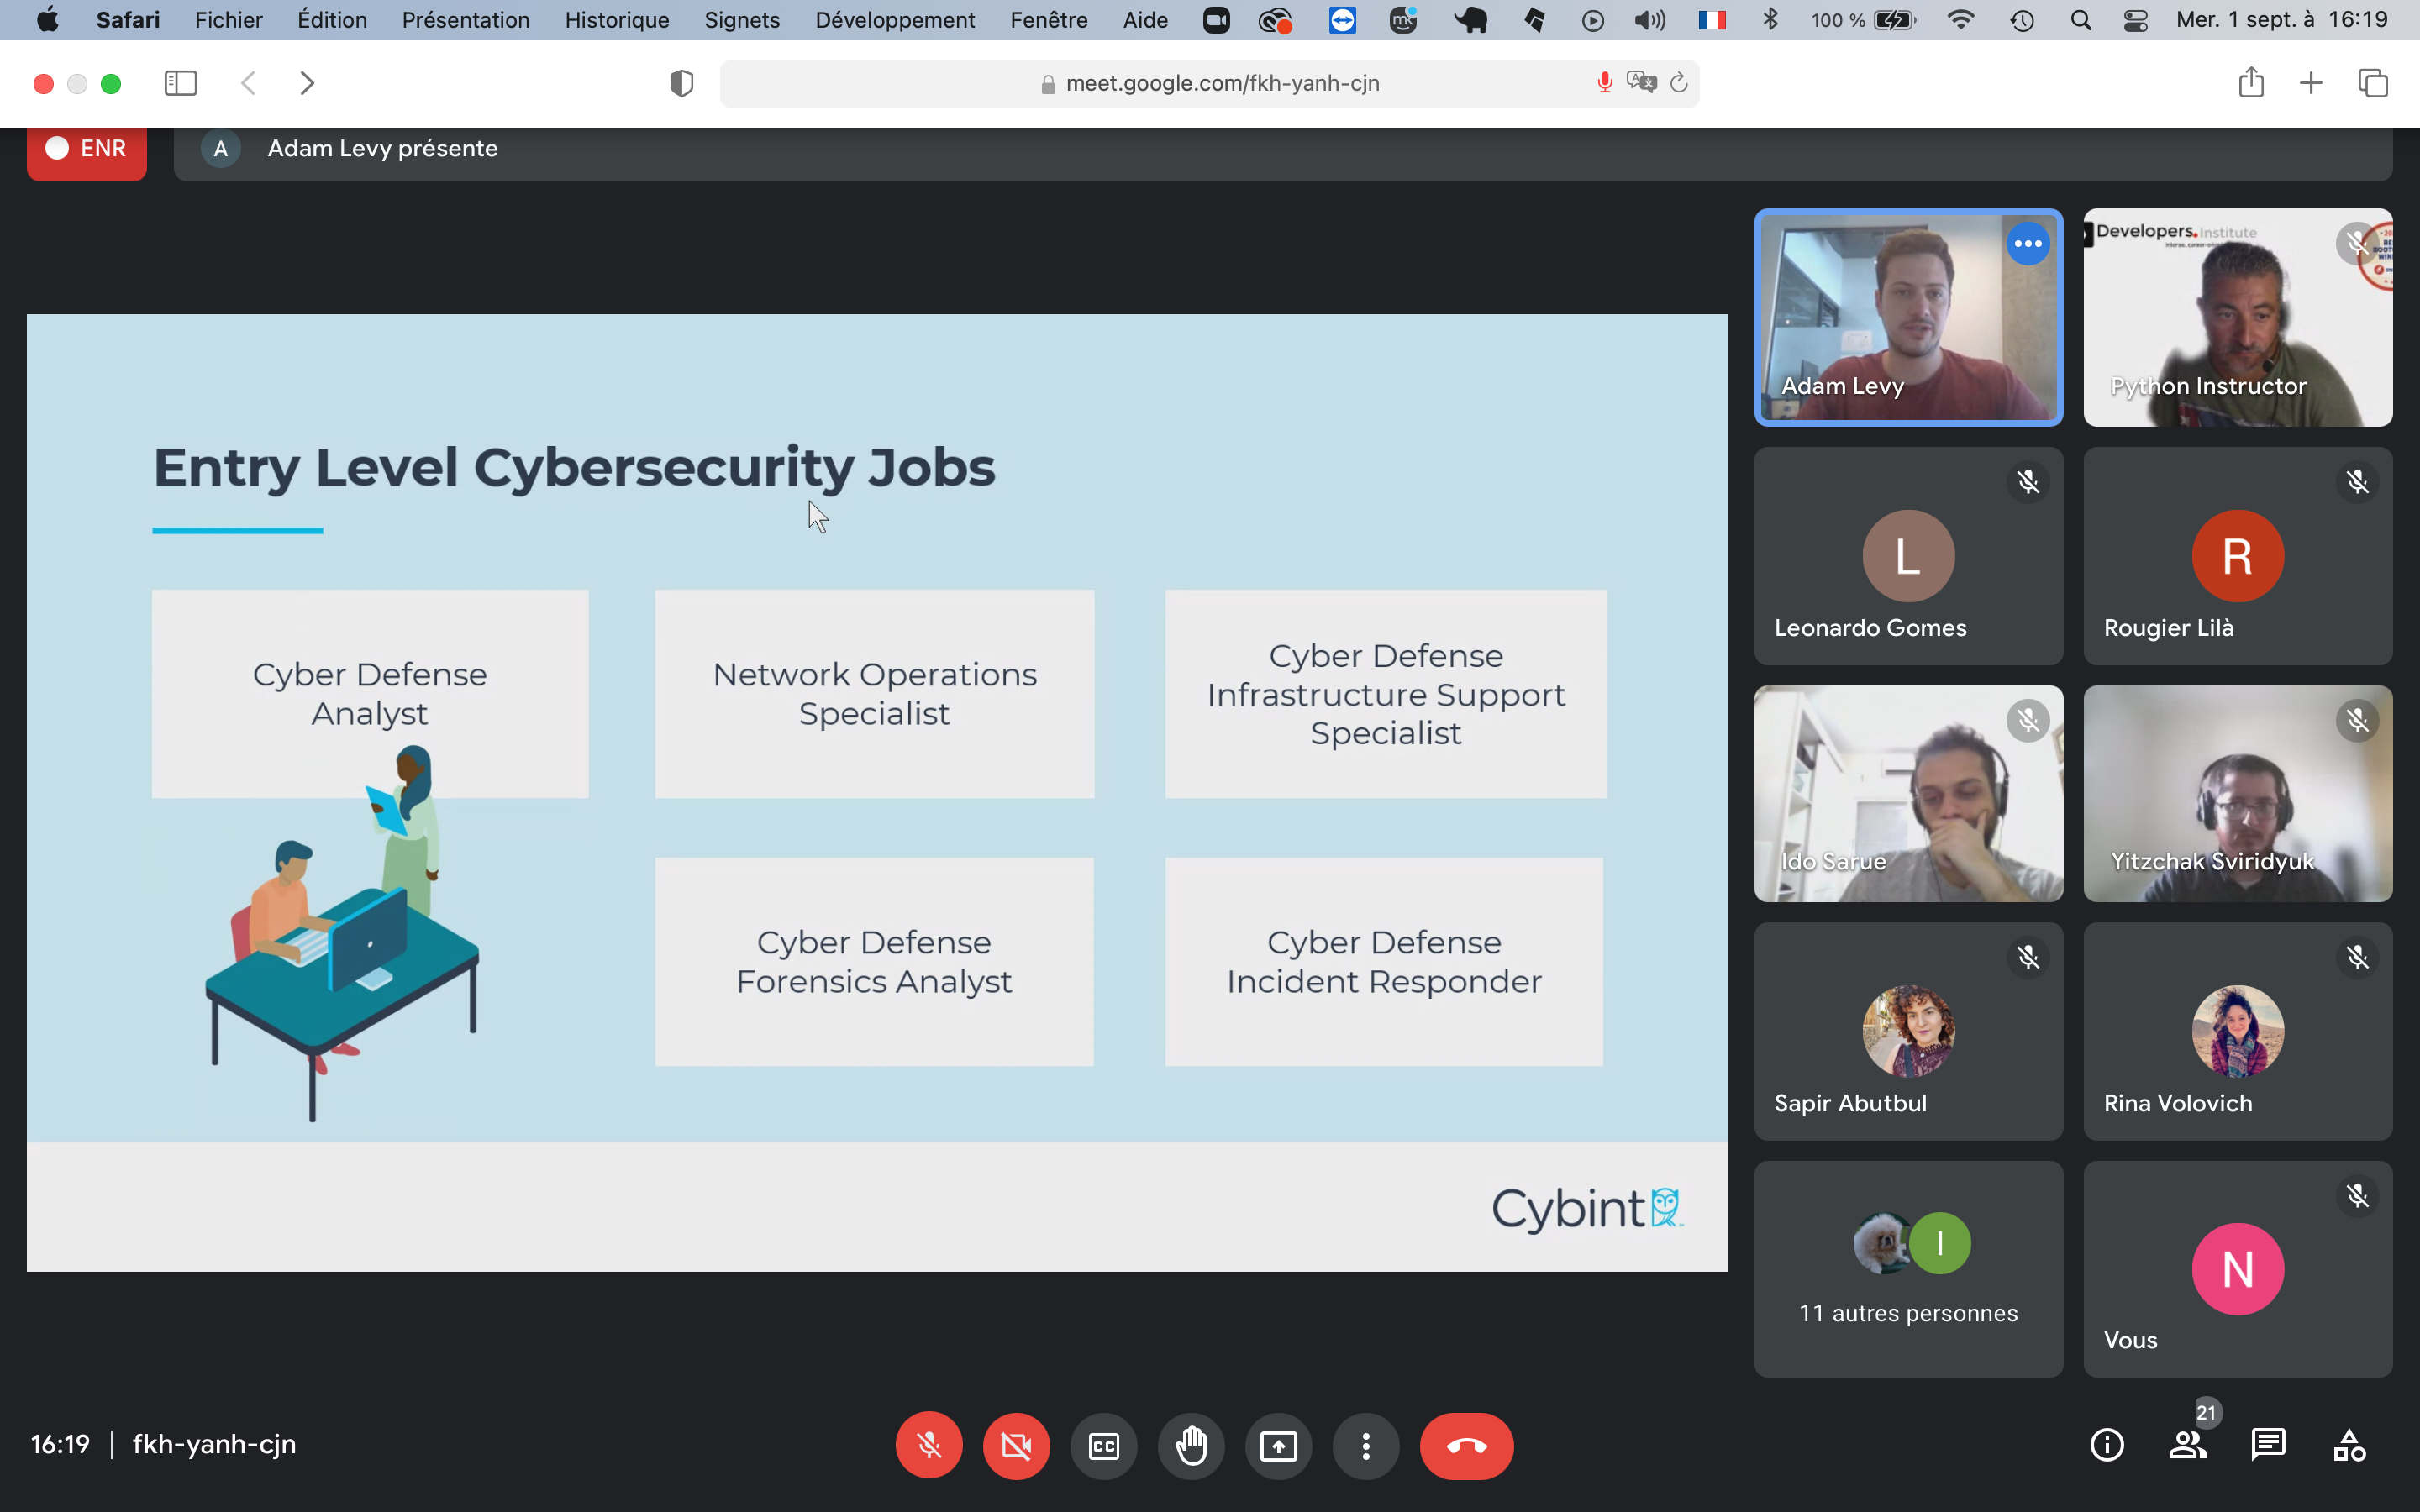 Safari Fichier Édition Présentation Historique Signets Développement Fenêtre Aide mk 100 % Mer. 1 sept. à 16:19
meet.google.com/fkh-yanh-cjn
ENR
A Adam Levy présente
Entry Level Cybersecurity Jobs
Cyber Defense
Analyst
Network Operations
Specialist
Cyber Defense
Infrastructure Support
Specialist
Cyber Defense
Forensics Analyst
Cyber Defense
Incident Responder
Cybint
Adam Levy
Developers.Institute
Python Instructor
L
Leonardo Gomes
R
Rougier Lilà
Ido Sarue
Yitzchak Sviridyuk
Sapir Abutbul
Rina Volovich
I
11 autres personnes
N
Vous
16:19 | fkh-yanh-cjn
CC
21